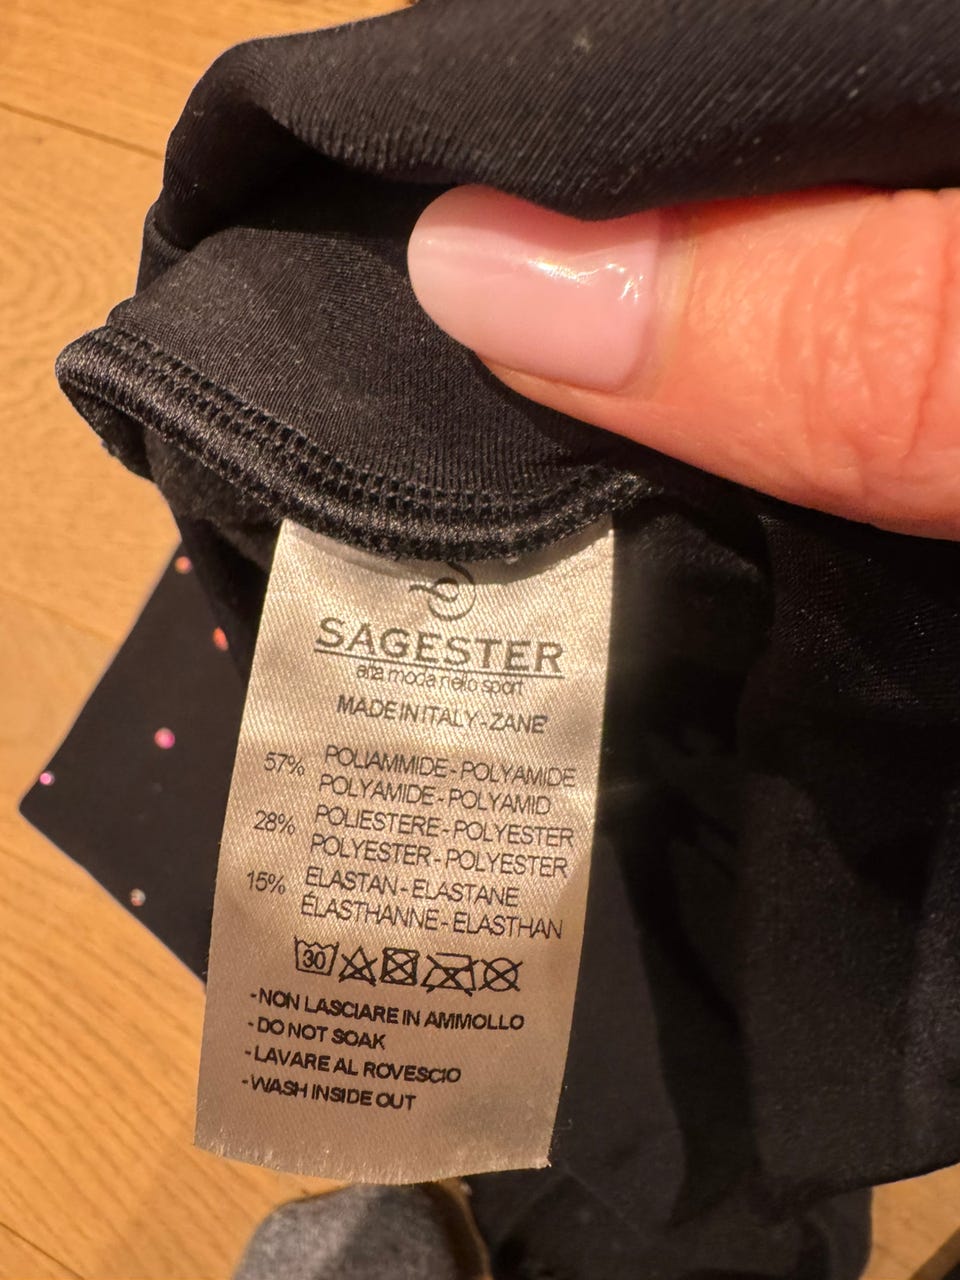 SAGESTER
alta moda nello sport
MADE IN ITALY - ZANE'
57% POLIAMMIDE - POLYAMIDE
POLYAMIDE - POLYAMID
28% POLIESTERE - POLYESTER
POLYESTER - POLYESTER
15% ELASTAN - ELASTANE
ÉLASTHANNE - ELASTHAN
30
- NON LASCIARE IN AMMOLLO
- DO NOT SOAK
- LAVARE AL ROVESCIO
- WASH INSIDE OUT